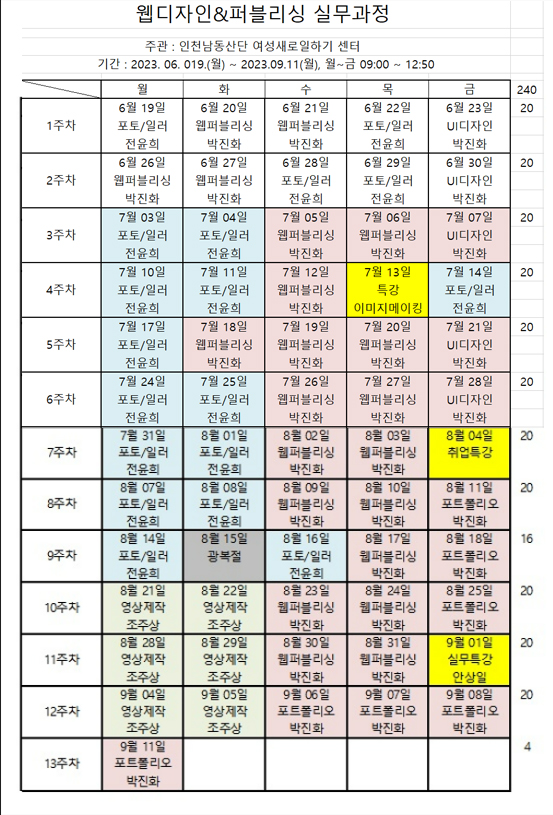 웹디자인&퍼블리싱 실무과정
주관 : 인천남동산단 여성새로일하기 센터
기간 : 2023. 06. 019.(월) ~ 2023.09.11(월), 월~금 09:00 ~ 12:50
월 화 수 목 금 240
6월 19일 6월 20일 6월 21일 6월 22일 6월 23일 20
1주차 포토/일러 웹퍼블리싱 웹퍼블리싱 포토/일러 UI디자인
전윤희 박진화 박진화 전윤희 박진화
6월 26일 6월 27일 6월 28일 6월 29일 6월 30일 20
2주차 웹퍼블리싱 웹퍼블리싱 포토/일러 포토/일러 UI디자인
박진화 박진화 전윤희 전윤희 박진화
7월 03일 7월 04일 7월 05일 7월 06일 7월 07일 20
3주차 포토/일러 포토/일러 웹퍼블리싱 웹퍼블리싱 UI디자인
전윤희 전윤희 박진화 박진화 박진화
7월 10일 7월 11일 7월 12일 7월 13일 7월 14일 20
4주차 포토/일러 포토/일러 웹퍼블리싱 특강 포토/일러
전윤희 전윤희 박진화 이미지메이킹 전윤희
7월 17일 7월 18일 7월 19일 7월 20일 7월 21일 20
5주차 포토/일러 웹퍼블리싱 웹퍼블리싱 웹퍼블리싱 UI디자인
전윤희 박진화 박진화 박진화 박진화
7월 24일 7월 25일 7월 26일 7월 27일 7월 28일 20
6주차 포토/일러 포토/일러 웹퍼블리싱 웹퍼블리싱 UI디자인
전윤희 전윤희 박진화 박진화 박진화
7월 31일 8월 01일 8월 02일 8월 03일 8월 04일 20
7주차 포토/일러 포토/일러 웹퍼블리싱 웹퍼블리싱 취업특강
전윤희 전윤희 박진화 박진화
8월 07일 8월 08일 8월 09일 8월 10일 8월 11일 20
8주차 포토/일러 포토/일러 웹퍼블리싱 웹퍼블리싱 포트폴리오
전윤희 전윤희 박진화 박진화 박진화
8월 14일 8월 15일 8월 16일 8월 17일 8월 18일 16
9주차 포토/일러 광복절 포토/일러 웹퍼블리싱 포트폴리오
전윤희 전윤희 박진화 박진화
8월 21일 8월 22일 8월 23일 8월 24일 8월 25일 20
10주차 영상제작 영상제작 웹퍼블리싱 웹퍼블리싱 포트폴리오
조주상 조주상 박진화 박진화 박진화
8월 28일 8월 29일 8월 30일 8월 31일 9월 01일 20
11주차 영상제작 영상제작 웹퍼블리싱 웹퍼블리싱 실무특강
조주상 조주상 박진화 박진화 안상일
9월 04일 9월 05일 9월 06일 9월 07일 9월 08일 20
12주차 영상제작 영상제작 포트폴리오 포트폴리오 포트폴리오
조주상 조주상 박진화 박진화 박진화
9월 11일 4
13주차 포트폴리오
박진화